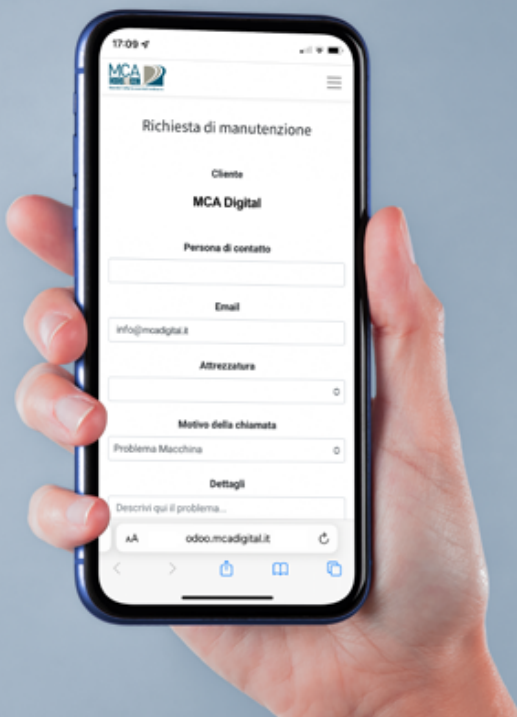 17:09
MCA
DIGITAL
Richiesta di manutenzione
Cliente
MCA Digital
Persona di contatto
Email
info@mcadigital.it
Attrezzatura
Motivo della chiamata
Problema Macchina
Dettagli
Descrivi qui il problema...
AA
odoo.mcadigital.it